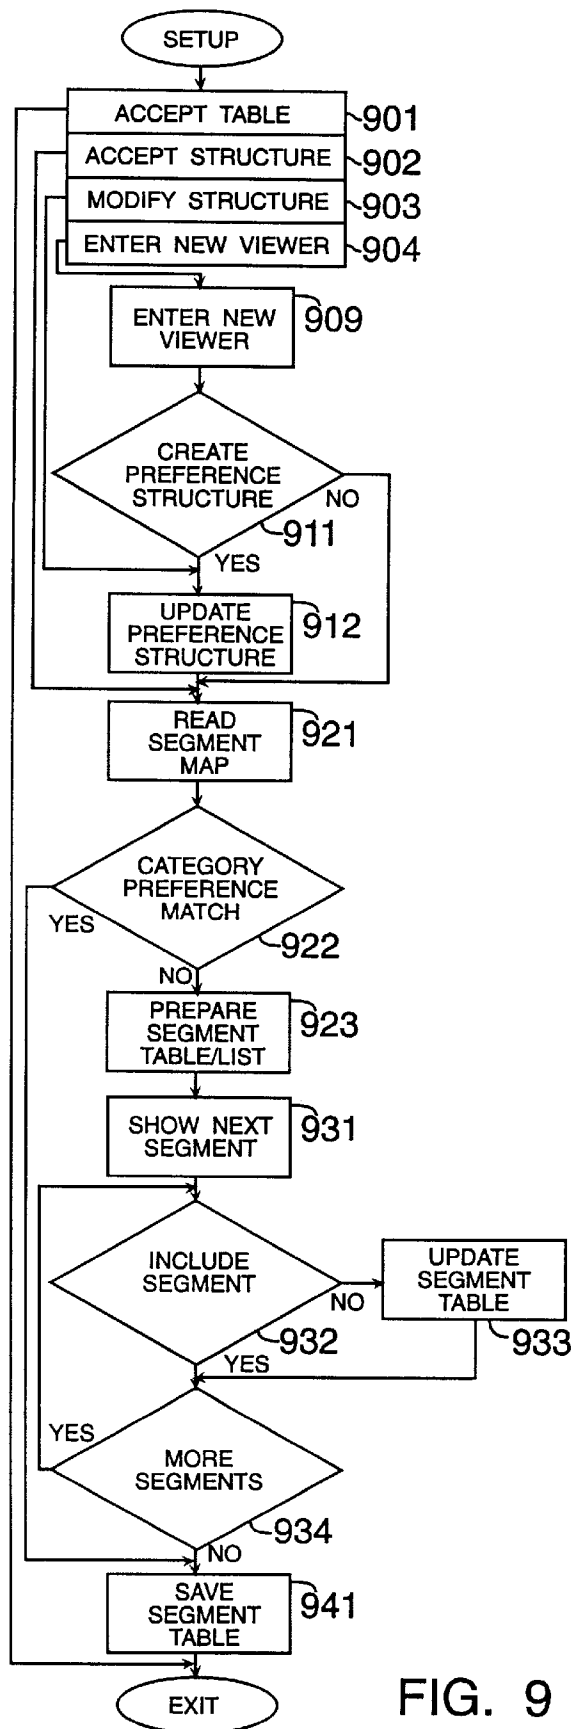 SETUP
ACCEPT TABLE 901
ACCEPT STRUCTURE 902
MODIFY STRUCTURE 903
ENTER NEW VIEWER 904
ENTER NEW
VIEWER
909
CREATE
PREFERENCE
STRUCTURE
NO
911
YES
UPDATE
PREFERENCE
STRUCTURE
912
READ
SEGMENT
MAP
921
CATEGORY
PREFERENCE
MATCH
YES
922
NO
PREPARE
SEGMENT
TABLE/LIST
923
SHOW NEXT
SEGMENT
931
INCLUDE
SEGMENT
NO
932
YES
UPDATE
SEGMENT
TABLE
933
YES
MORE
SEGMENTS
934
NO
SAVE
SEGMENT
TABLE
941
EXIT
FIG. 9